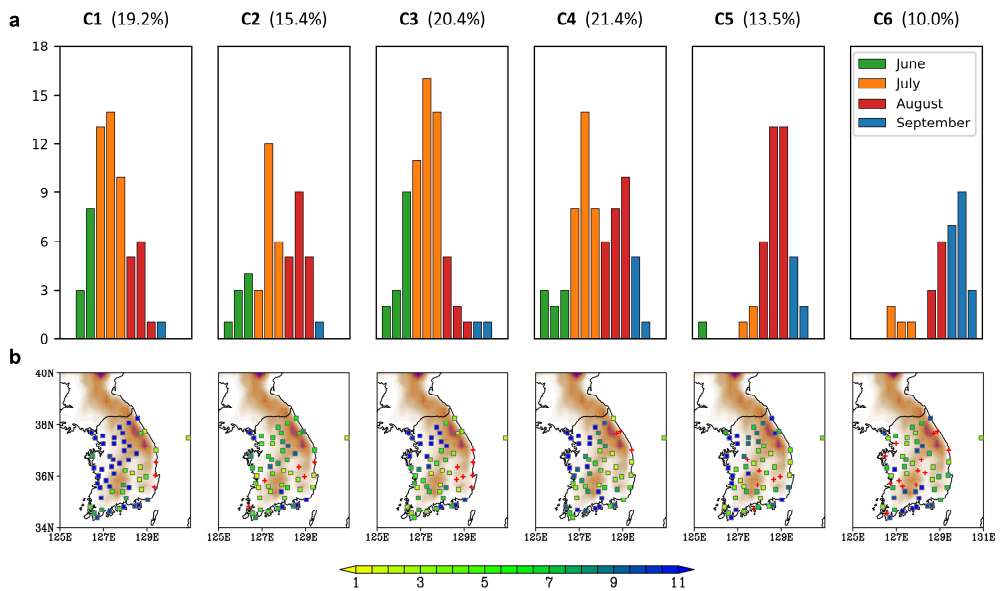 a
C1 (19.2%) C2 (15.4%) C3 (20.4%) C4 (21.4%) C5 (13.5%) C6 (10.0%)
18
15
12
9
6
3
0
June
July
August
September
b
40N
38N
36N
34N
125E 127E 129E 125E 127E 129E 125E 127E 129E 125E 127E 129E 125E 127E 129E 125E 127E 129E 131E
1 3 5 7 9 11